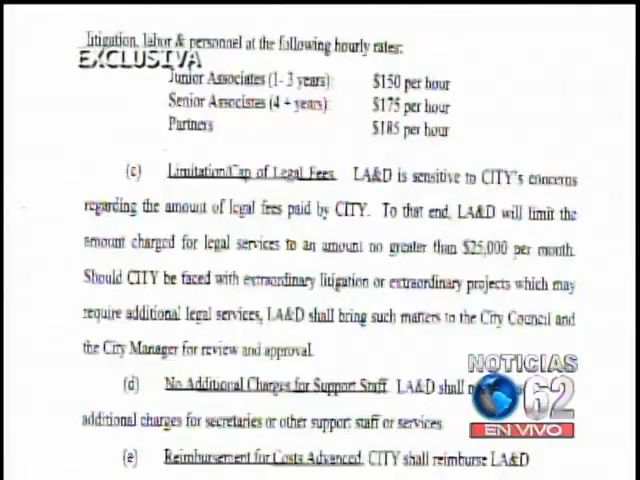 litigation, labor & personnel at the following hourly rates:
EXCLUSIVA
Junior Associates (1- 3 years) $150 per hour
Senior Associates (4 + years) $175 per hour
Partners $185 per hour
(c) Limitation/Cap of Legal Fees. LA&D is sensitive to CITY's concerns
regarding the amount of legal fees paid by CITY. To that end, LA&D will limit the
amount charged for legal services to an amount no greater than $25,000 per month.
Should CITY be faced with extraordinary litigation or extraordinary projects which may
require additional legal services, LA&D shall bring such matters to the City Council and
the City Manager for review and approval.
(d) No Additional Charges for Support Staff. LA&D shall
additional charges for secretaries or other support staff or services
(e) Reimbursement for Costs Advanced. CITY shall reimburse LA&D
NOTICIAS
62
EN VIVO